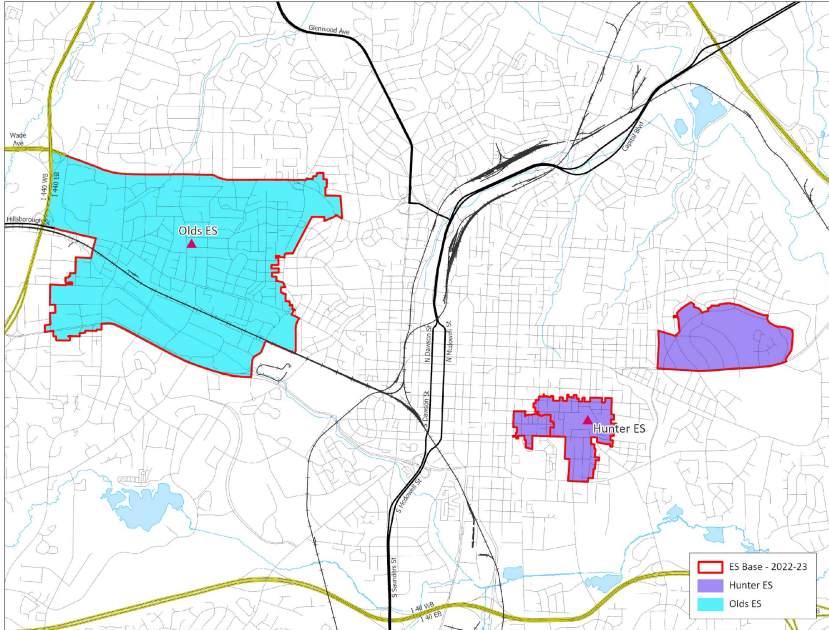 Glenwood Ave
Capital Blvd
Wade
Ave
I 440 WB
I 440 EB
Hillsborough
Olds ES
N Dawson St
N Mcdowell St
S Dawson St
Hunter ES
S Mcdowell St
S Saunders St
I 40 WB
I 40 EB
ES Base - 2022-23
Hunter ES
Olds ES